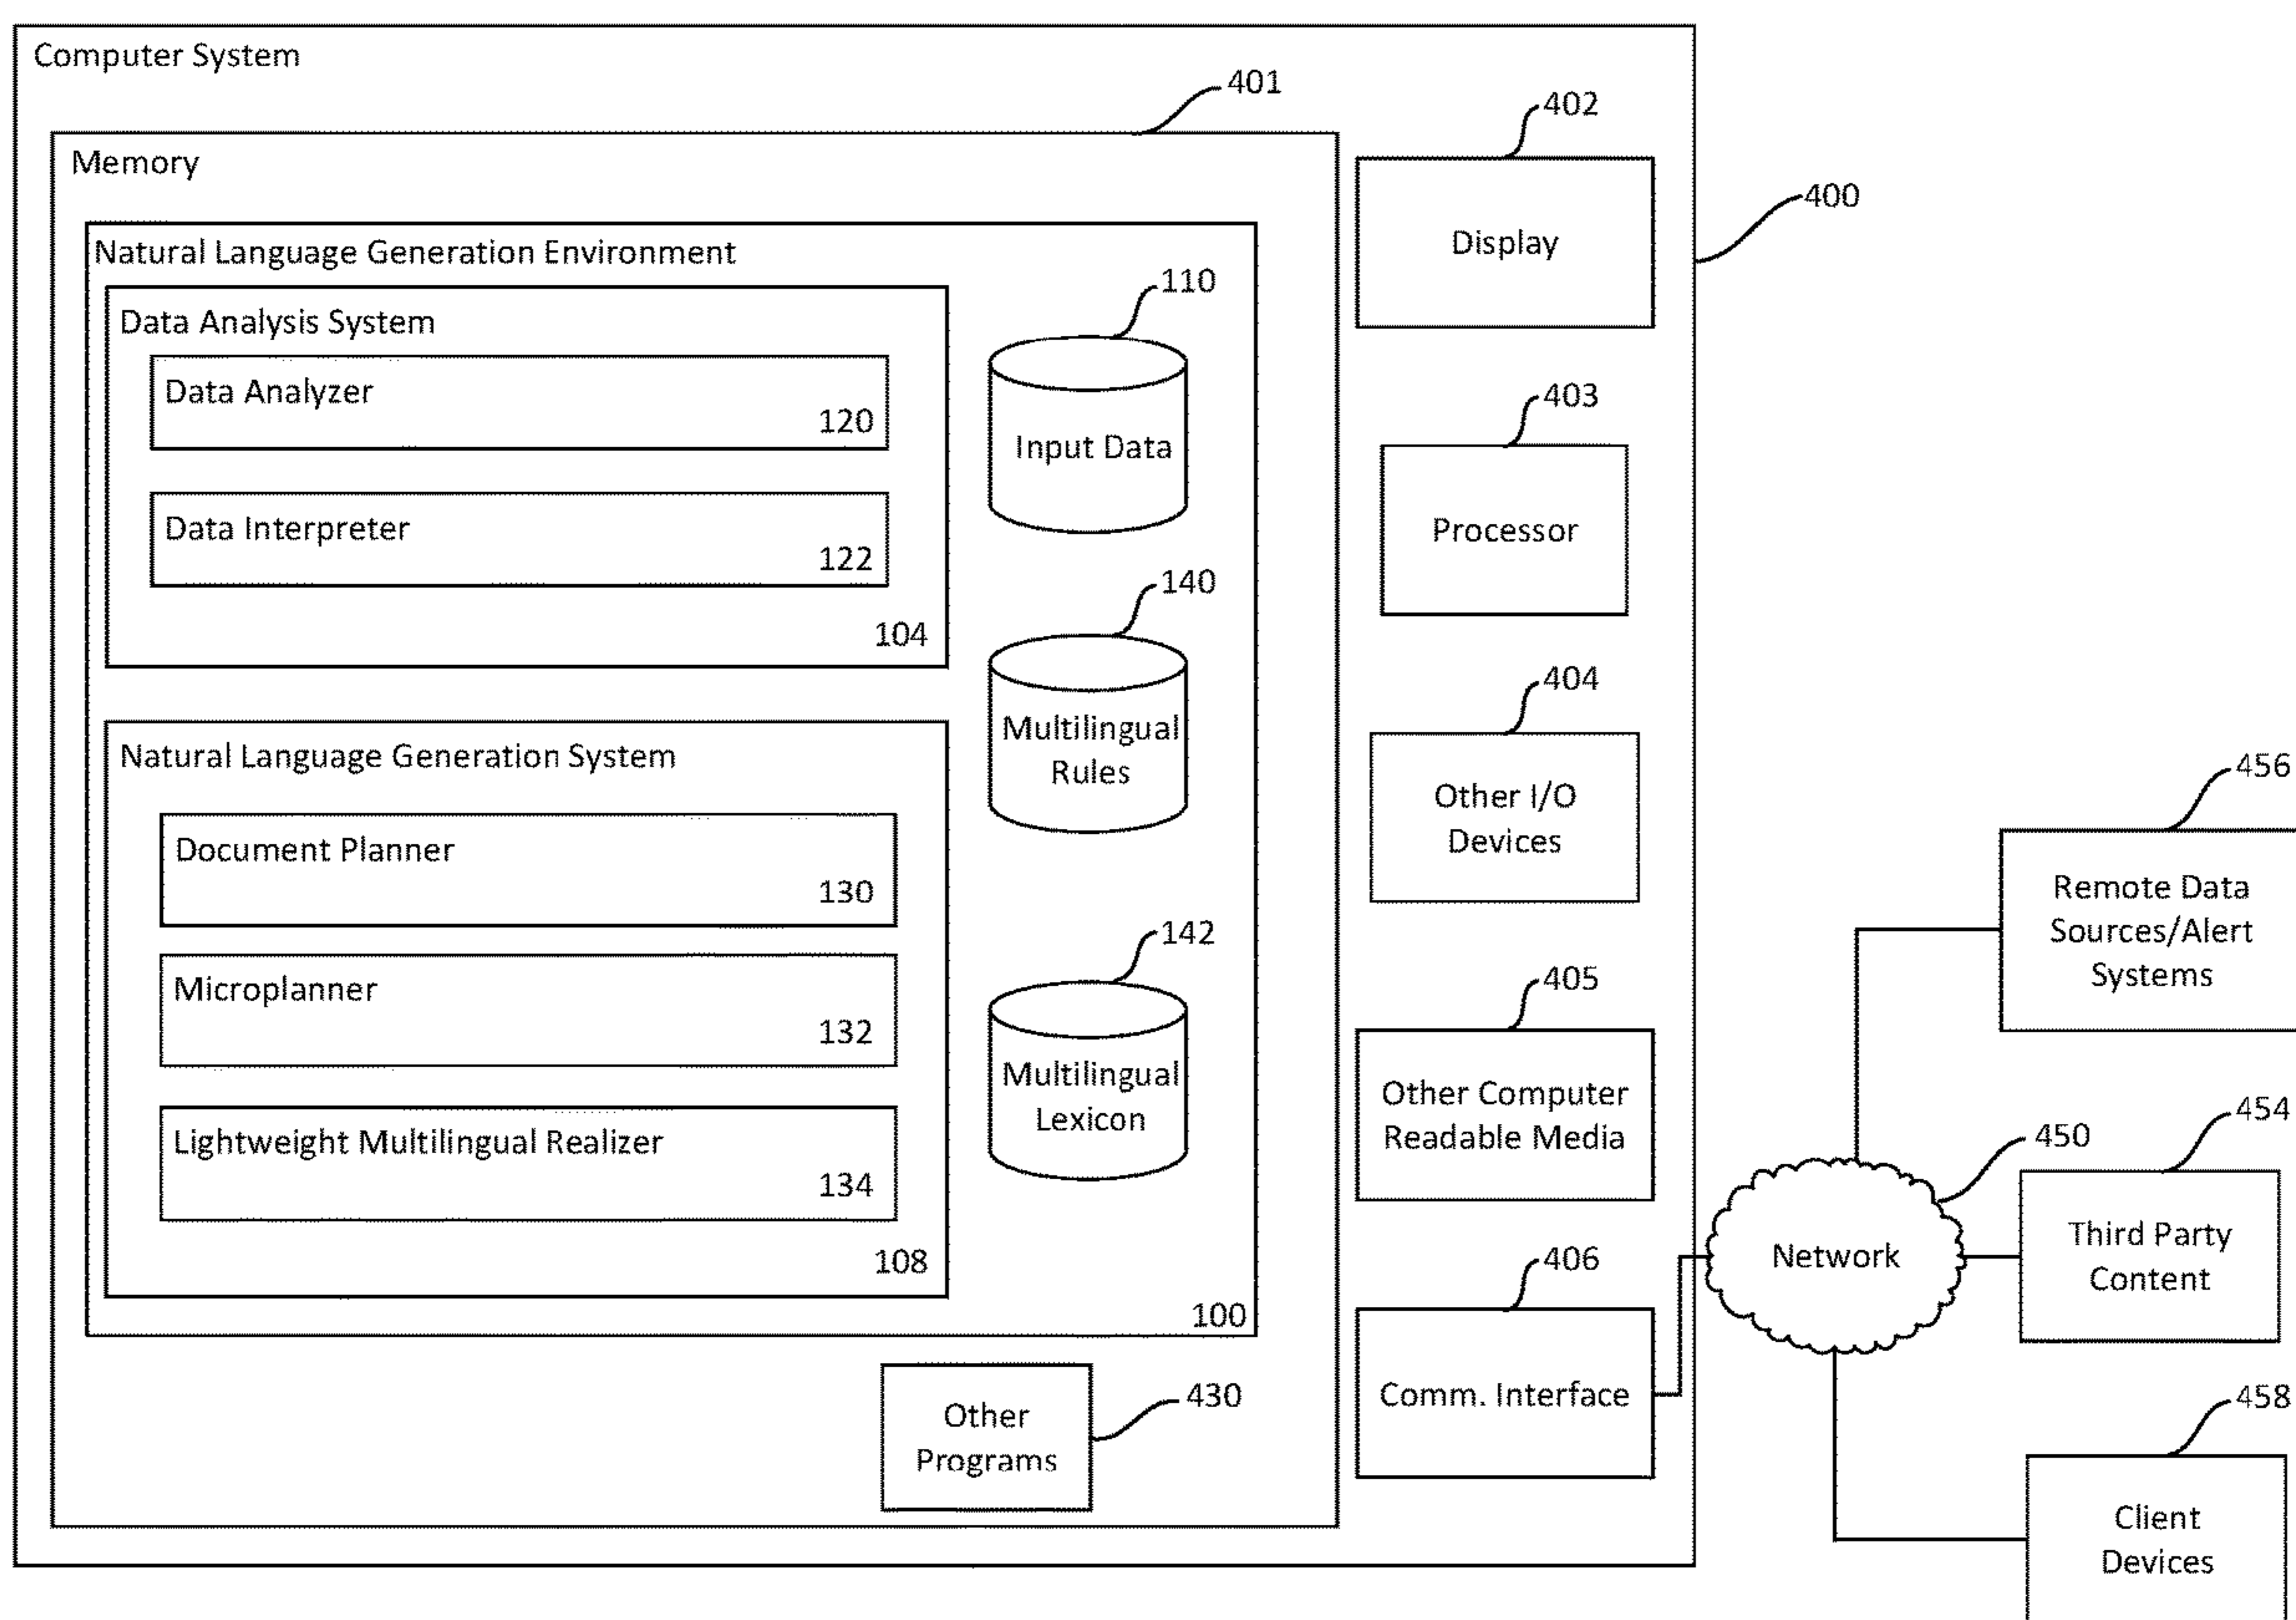 Computer System
401
Memory
Natural Language Generation Environment
Data Analysis System
Data Analyzer
120
Data Interpreter
122
104
Natural Language Generation System
Document Planner
130
Microplanner
132
Lightweight Multilingual Realizer
134
108
110
Input Data
140
Multilingual
Rules
142
Multilingual
Lexicon
100
Other
Programs
430
402
Display
400
403
Processor
404
Other I/O
Devices
405
Other Computer
Readable Media
406
Comm. Interface
450
Network
456
Remote Data
Sources/Alert
Systems
454
Third Party
Content
458
Client
Devices